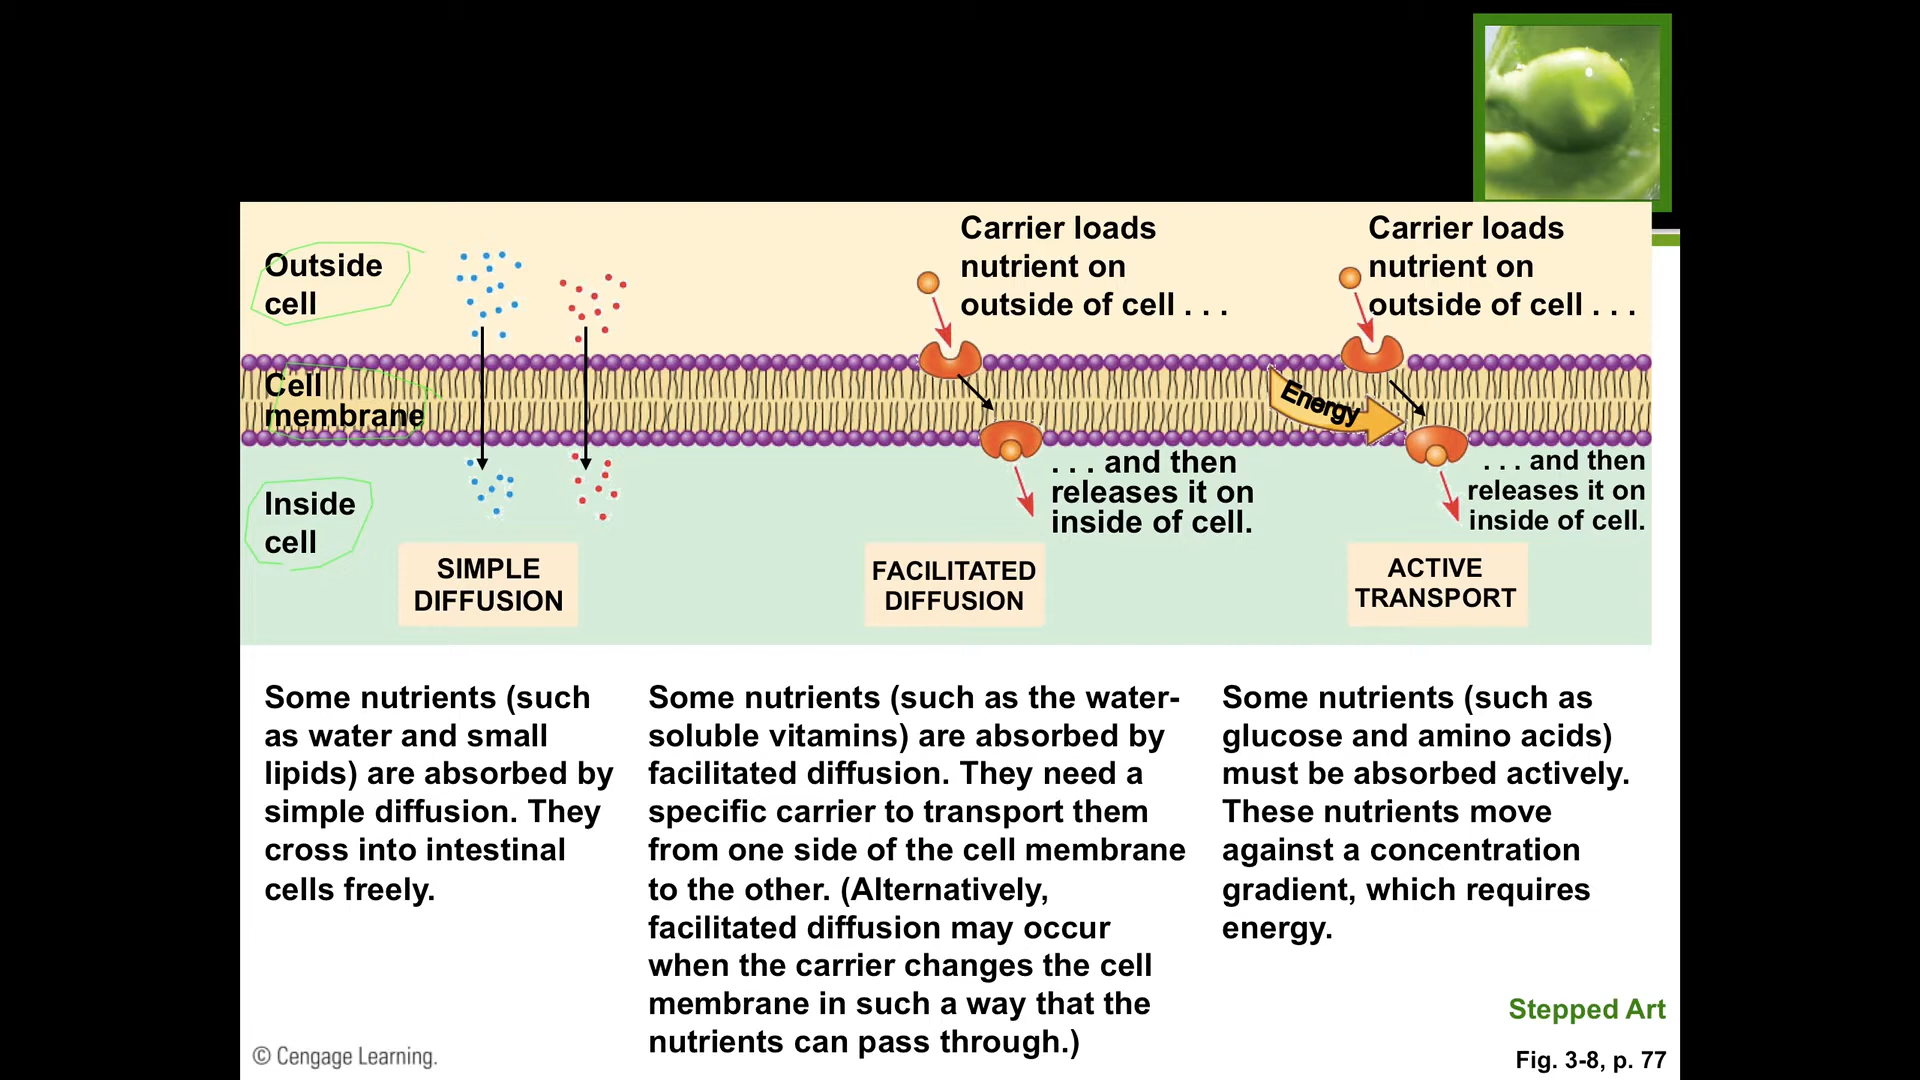 Outside
cell
Carrier loads
nutrient on
outside of cell . . .
Carrier loads
nutrient on
outside of cell . . .
Cell
membrane
Energy
Inside
cell
. . . and then
releases it on
inside of cell.
. . . and then
releases it on
inside of cell.
SIMPLE
DIFFUSION
FACILITATED
DIFFUSION
ACTIVE
TRANSPORT
Some nutrients (such
as water and small
lipids) are absorbed by
simple diffusion. They
cross into intestinal
cells freely.
Some nutrients (such as the water-
soluble vitamins) are absorbed by
facilitated diffusion. They need a
specific carrier to transport them
from one side of the cell membrane
to the other. (Alternatively,
facilitated diffusion may occur
when the carrier changes the cell
membrane in such a way that the
nutrients can pass through.)
Some nutrients (such as
glucose and amino acids)
must be absorbed actively.
These nutrients move
against a concentration
gradient, which requires
energy.
Stepped Art
© Cengage Learning.
Fig. 3-8, p. 77